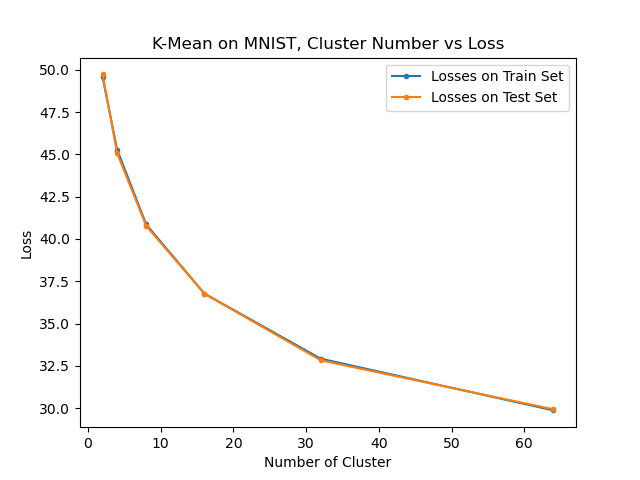 K-Mean on MNIST, Cluster Number vs Loss
Losses on Train Set
Losses on Test Set
50.0
47.5
45.0
42.5
40.0
37.5
35.0
32.5
30.0
Loss
0 10 20 30 40 50 60
Number of Cluster